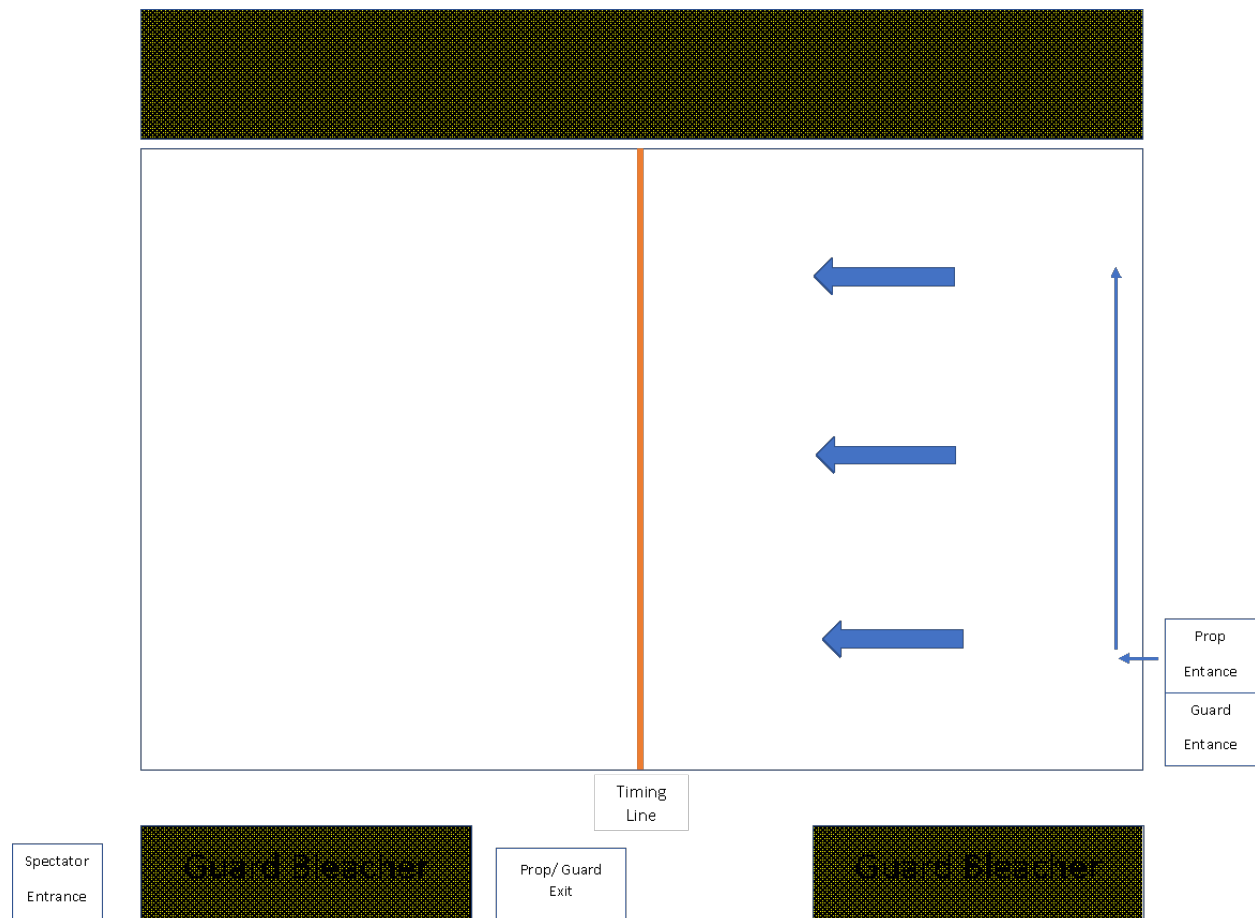 Prop
Entance
Guard
Entance
Timing
Line
Guard Bleacher
Guard Bleacher
Spectator
Entrance
Prop/ Guard
Exit